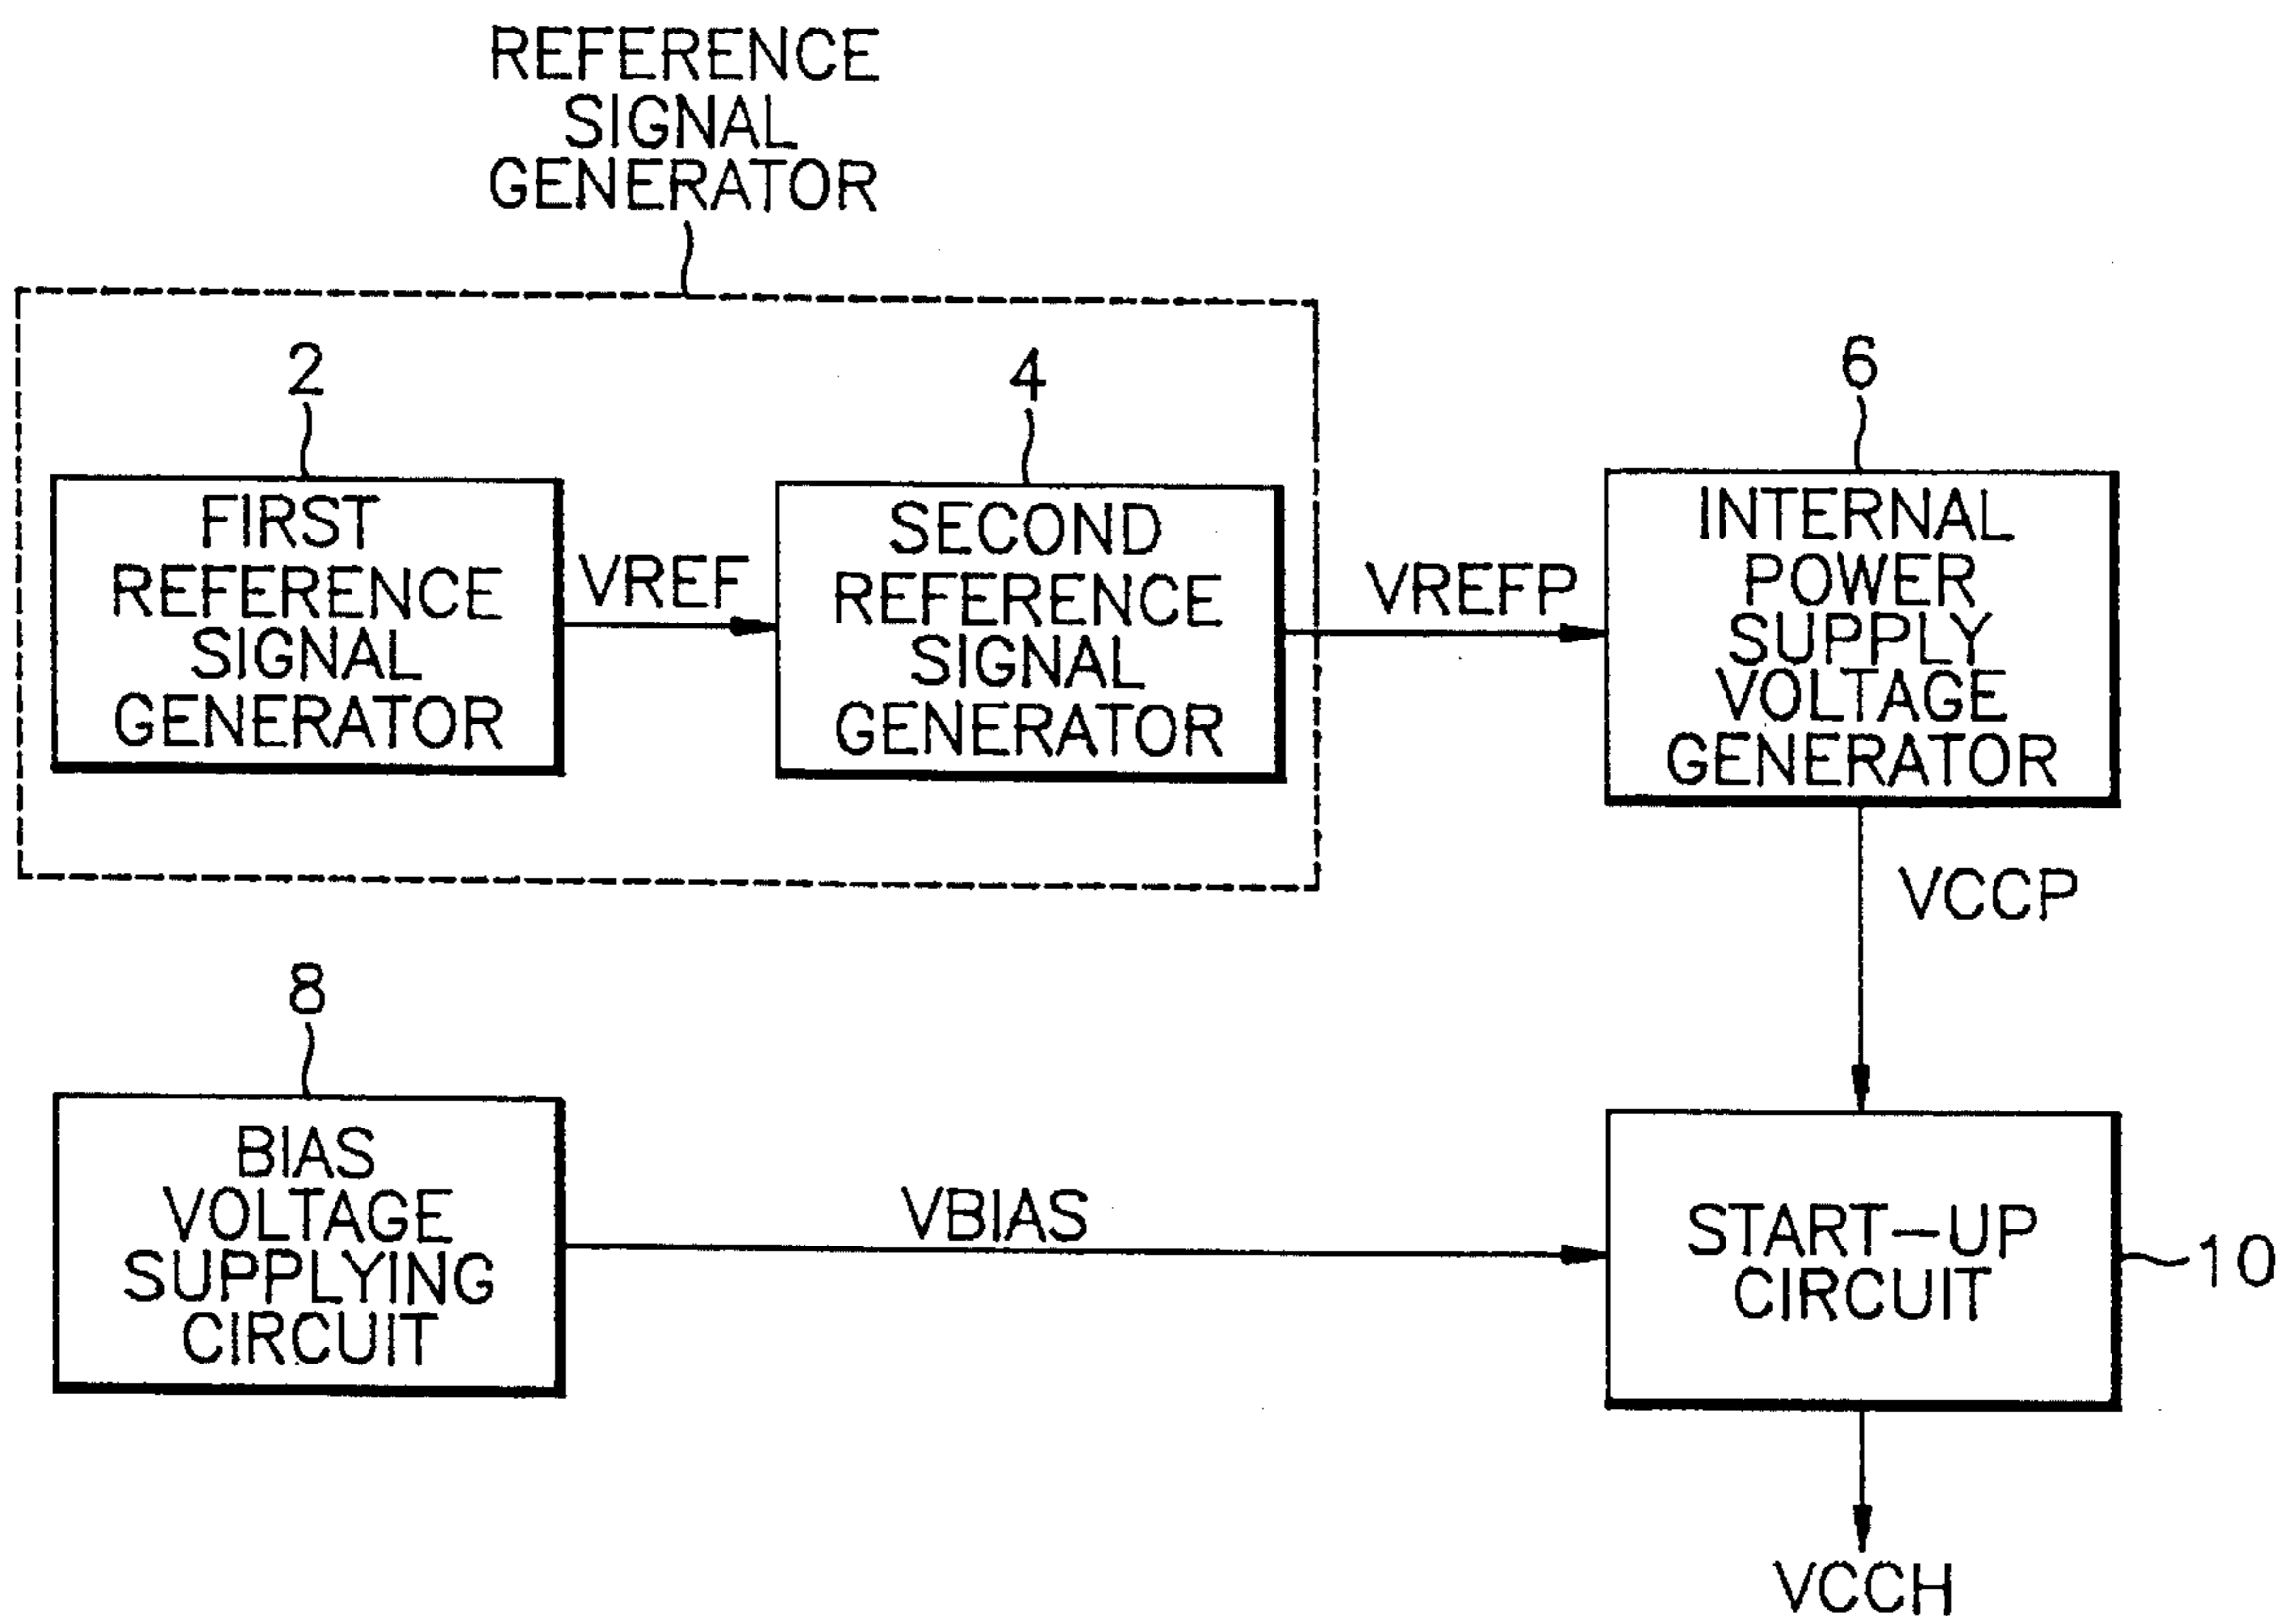 REFERENCE
SIGNAL
GENERATOR
2
FIRST
REFERENCE
SIGNAL
GENERATOR
VREF
4
SECOND
REFERENCE
SIGNAL
GENERATOR
VREFP
6
INTERNAL
POWER
SUPPLY
VOLTAGE
GENERATOR
VCCP
8
BIAS
VOLTAGE
SUPPLYING
CIRCUIT
VBIAS
START-UP
CIRCUIT
10
VCCH